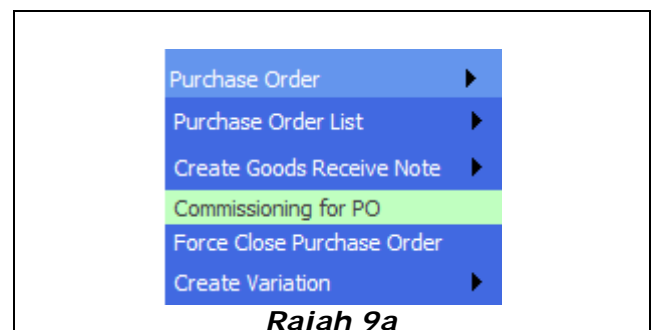 Purchase Order
Purchase Order List
Create Goods Receive Note
Commissioning for PO
Force Close Purchase Order
Create Variation
Rajah 9a